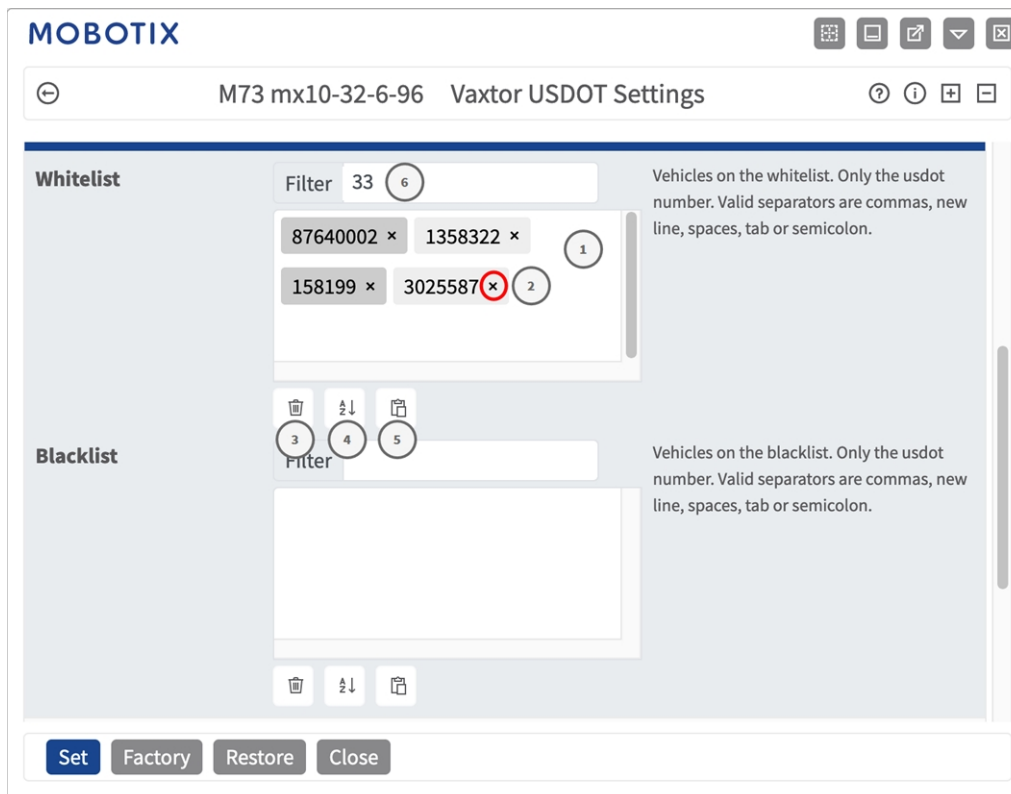 MOBOTIX
M73 mx10-32-6-96 Vaxtor USDOT Settings
Whitelist
Filter 33 6
Vehicles on the whitelist. Only the usdot
number. Valid separators are commas, new
line, spaces, tab or semicolon.
87640002 × 1358322 × 1
158199 × 3025587 × 2
3 4 5
Blacklist
Filter
Vehicles on the blacklist. Only the usdot
number. Valid separators are commas, new
line, spaces, tab or semicolon.
Set Factory Restore Close